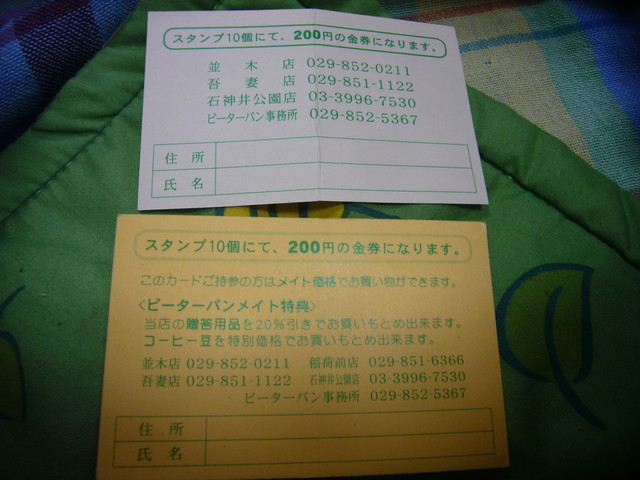 スタンプ10個にて、200円の金券になります。
並木店 029-852-0211
吾妻店 029-851-1122
石神井公園店 03-3996-7530
ピーターパン事務所 029-852-5367
住所
氏名
スタンプ10個にて、200円の金券になります。
このカードご持参の方はメイト価格でお買い物ができます。
〈ピーターパンメイト特典〉
当店の贈答用品を20%引きでお買いもとめ出来ます。
コーヒー豆を特別価格でお買いもとめ出来ます。
並木店 029-852-0211 稲荷前店 029-851-6366
吾妻店 029-851-1122 石神井公園店 03-3996-7530
ピーターパン事務所 029-852-5367
住所
氏名